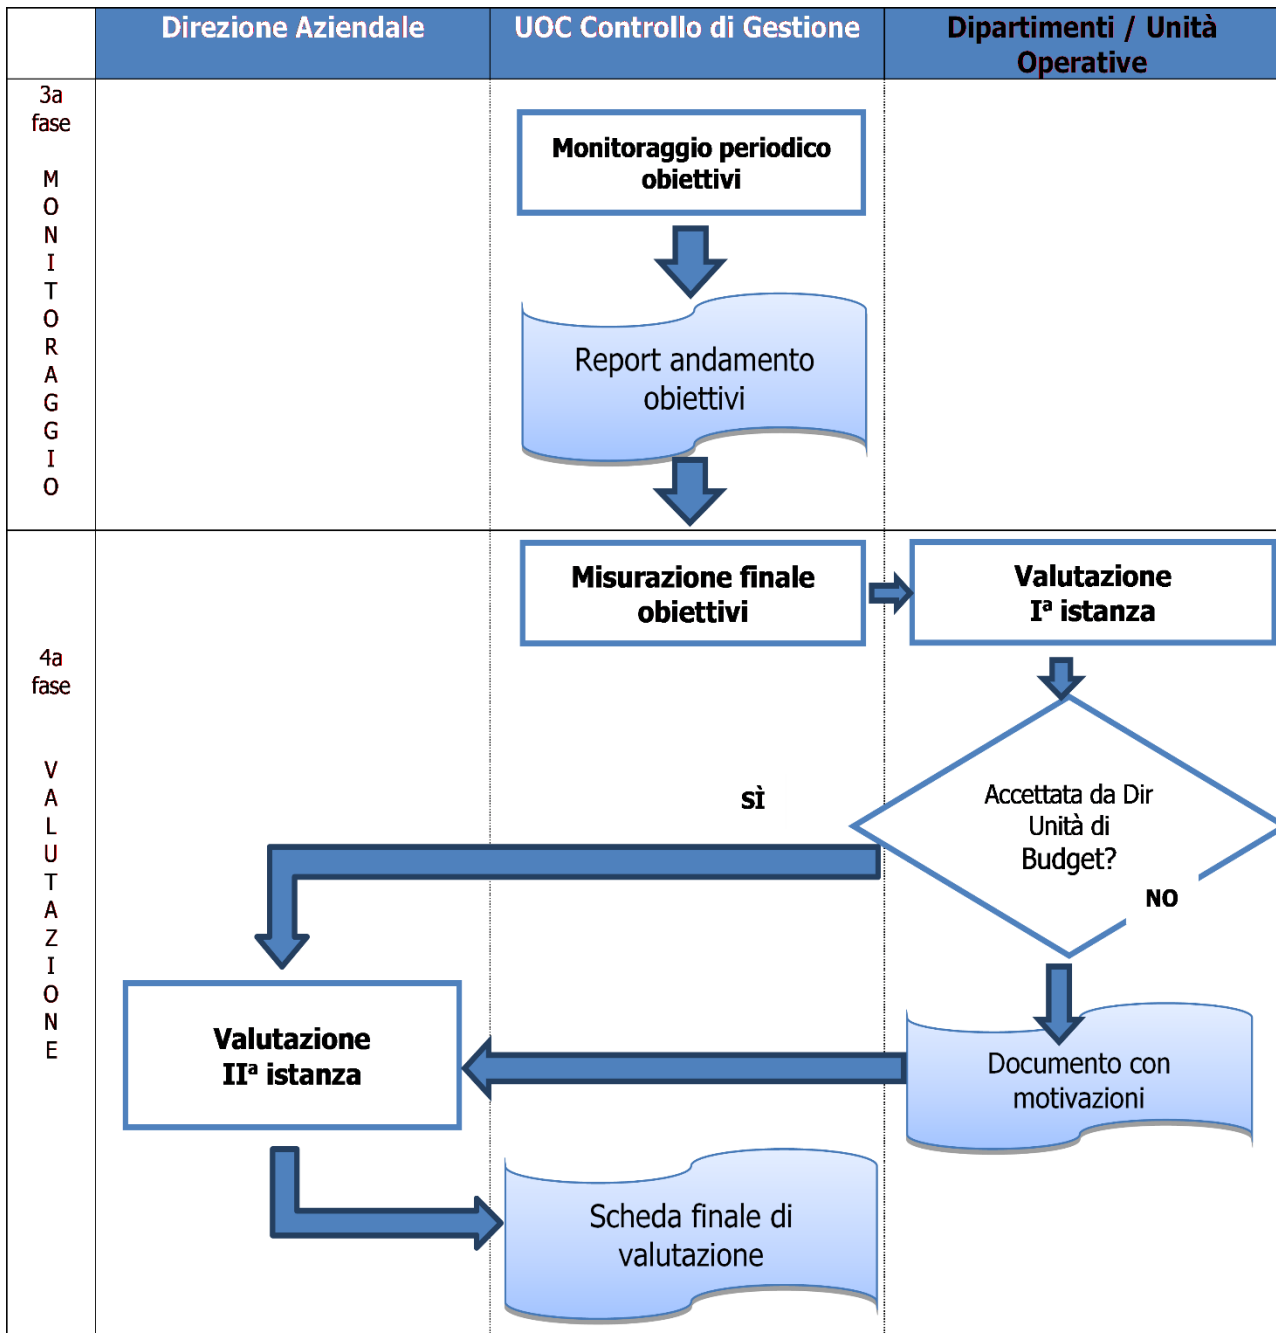 Direzione Aziendale
UOC Controllo di Gestione
Dipartimenti / Unità
Operative
3a
fase
M
O
N
I
T
O
R
A
G
G
I
O
Monitoraggio periodico
obiettivi
Report andamento
obiettivi
4a
fase
V
A
L
U
T
A
Z
I
O
N
E
Misurazione finale
obiettivi
Valutazione
Iª istanza
Accettata da Dir
Unità di
Budget?
SÌ
NO
Valutazione
IIª istanza
Documento con
motivazioni
Scheda finale di
valutazione